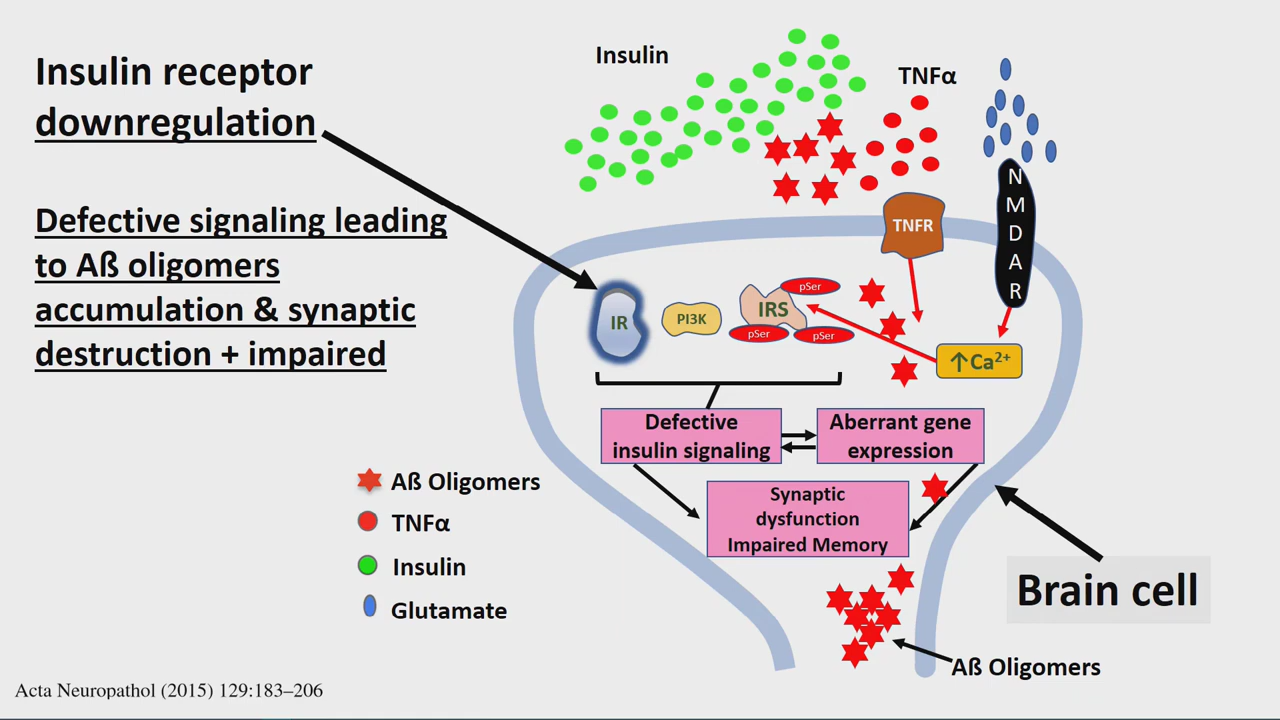 Insulin receptor
downregulation
Defective signaling leading
to Aß oligomers
accumulation & synaptic
destruction + impaired
Insulin
TNFα
N
M
D
A
R
TNFR
IR
PI3K
IRS
pSer
pSer
pSer
↑Ca²⁺
Defective
insulin signaling
Aberrant gene
expression
Synaptic
dysfunction
Impaired Memory
Aß Oligomers
TNFα
Insulin
Glutamate
Brain cell
Aß Oligomers
Acta Neuropathol (2015) 129:183–206